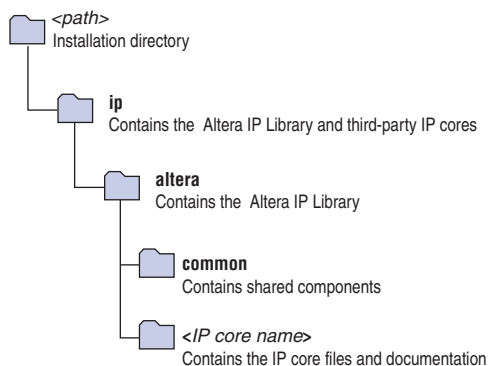 <path>
Installation directory
ip
Contains the Altera IP Library and third-party IP cores
altera
Contains the Altera IP Library
common
Contains shared components
<IP core name>
Contains the IP core files and documentation